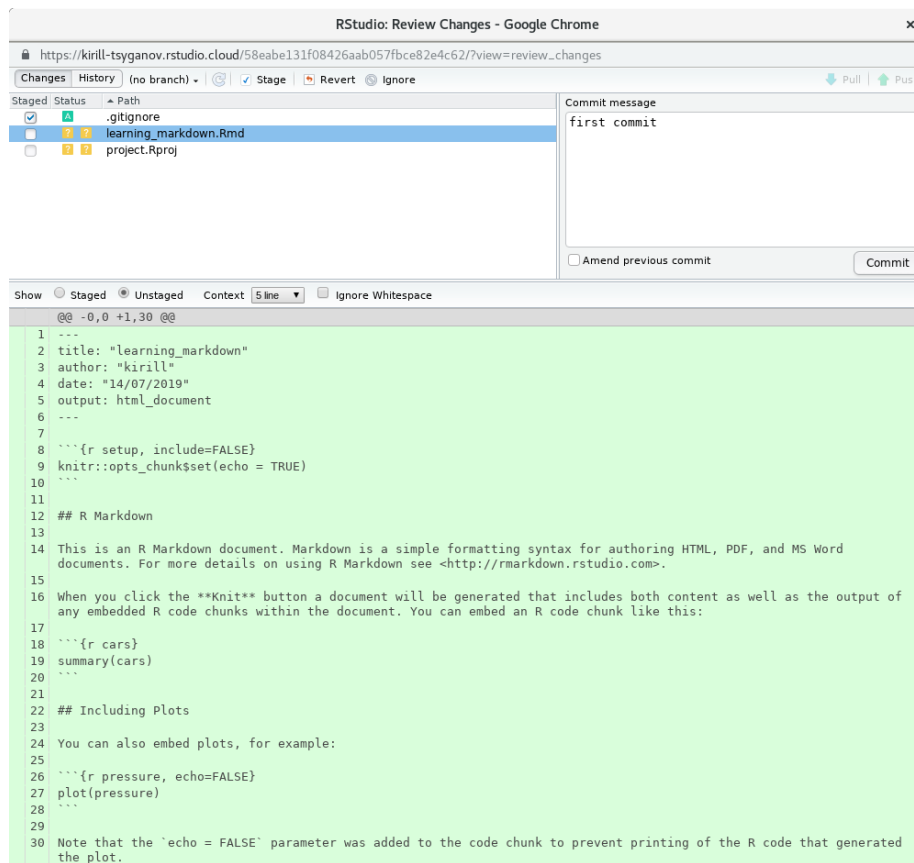 RStudio: Review Changes - Google Chrome
https://kirill-tsyganov.rstudio.cloud/58eabe131f08426aab057fbce82e4c62/?view=review_changes
Changes History (no branch) Stage Revert Ignore Pull Pus
Staged Status Path
A .gitignore
? ? learning_markdown.Rmd
? ? project.Rproj
Commit message
first commit
Amend previous commit
Commit
Show Staged Unstaged Context 5 line Ignore Whitespace
@@ -0,0 +1,30 @@
1 ---
2 title: "learning_markdown"
3 author: "kirill"
4 date: "14/07/2019"
5 output: html_document
6 ---
7
8 ```{r setup, include=FALSE}
9 knitr::opts_chunk$set(echo = TRUE)
10 ```
11
12 ## R Markdown
13
14 This is an R Markdown document. Markdown is a simple formatting syntax for authoring HTML, PDF, and MS Word
documents. For more details on using R Markdown see <http://rmarkdown.rstudio.com>.
15
16 When you click the **Knit** button a document will be generated that includes both content as well as the output of
any embedded R code chunks within the document. You can embed an R code chunk like this:
17
18 ```{r cars}
19 summary(cars)
20 ```
21
22 ## Including Plots
23
24 You can also embed plots, for example:
25
26 ```{r pressure, echo=FALSE}
27 plot(pressure)
28 ```
29
30 Note that the `echo = FALSE` parameter was added to the code chunk to prevent printing of the R code that generated
the plot.